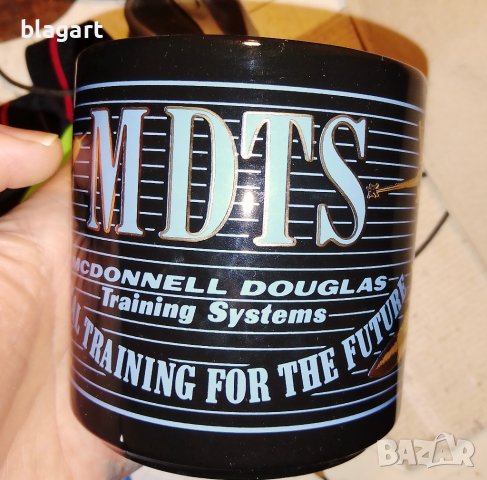 blagart
MDTS
MCDONNELL DOUGLAS
Training Systems
TRAINING FOR THE FUTURE
BAZAR